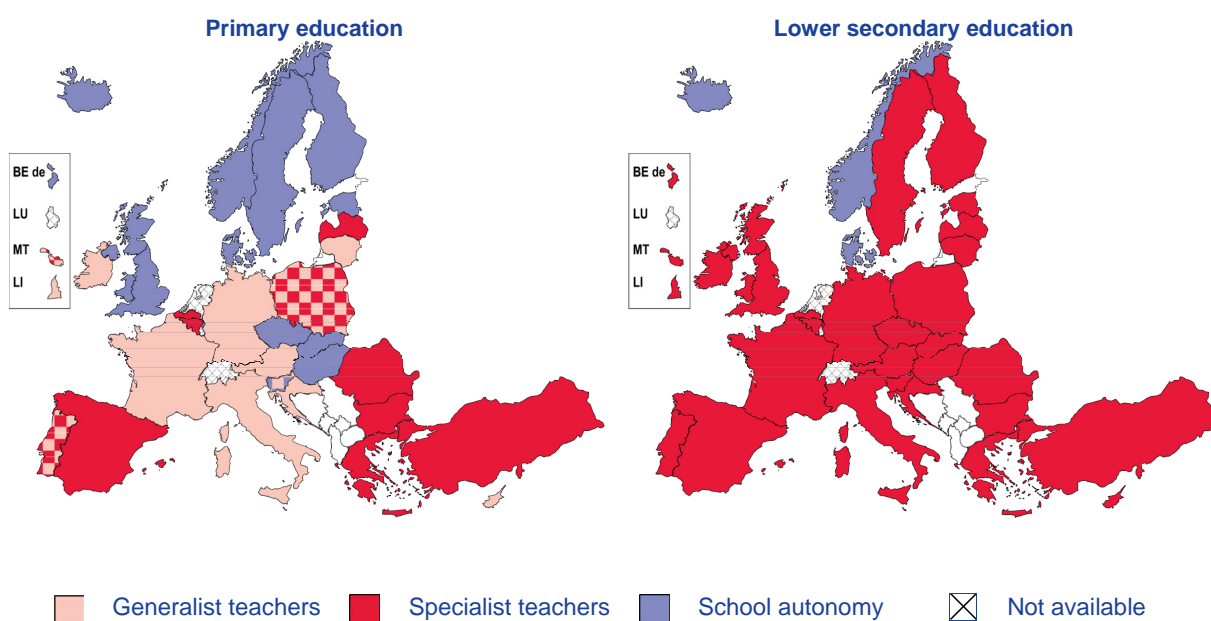 Primary education
Lower secondary education
BE de
LU
MT
LI
BE de
LU
MT
LI
Generalist teachers
Specialist teachers
School autonomy
Not available